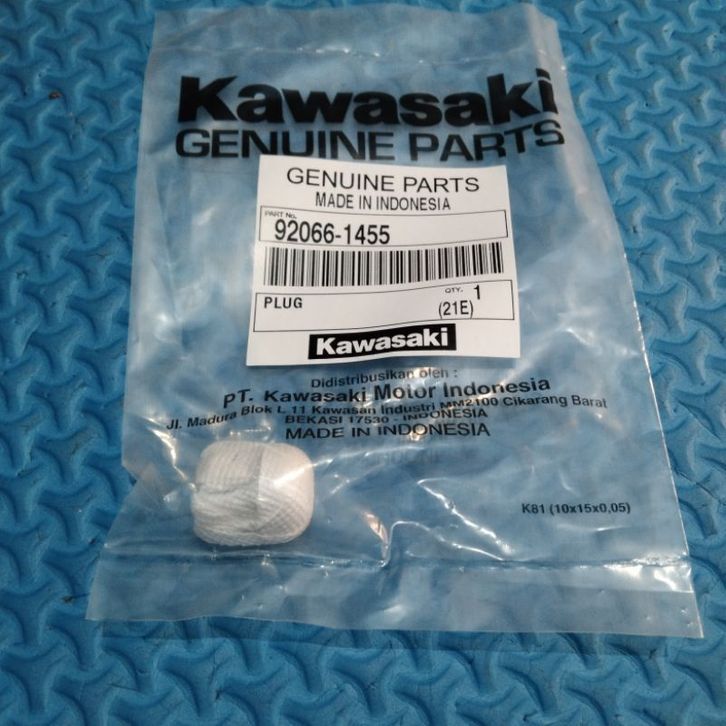 Kawasaki
GENUINE PARTS
GENUINE PARTS
MADE IN INDONESIA
PART No.
92066-1455
PLUG
QTY. 1
(21E)
Kawasaki
Didistribusikan oleh :
PT. Kawasaki Motor Indonesia
Jl. Madura Blok L 11 Kawasan Industri MM2100 Cikarang Barat
BEKASI 17530 - INDONESIA
MADE IN INDONESIA
K81 (10x15x0,05)